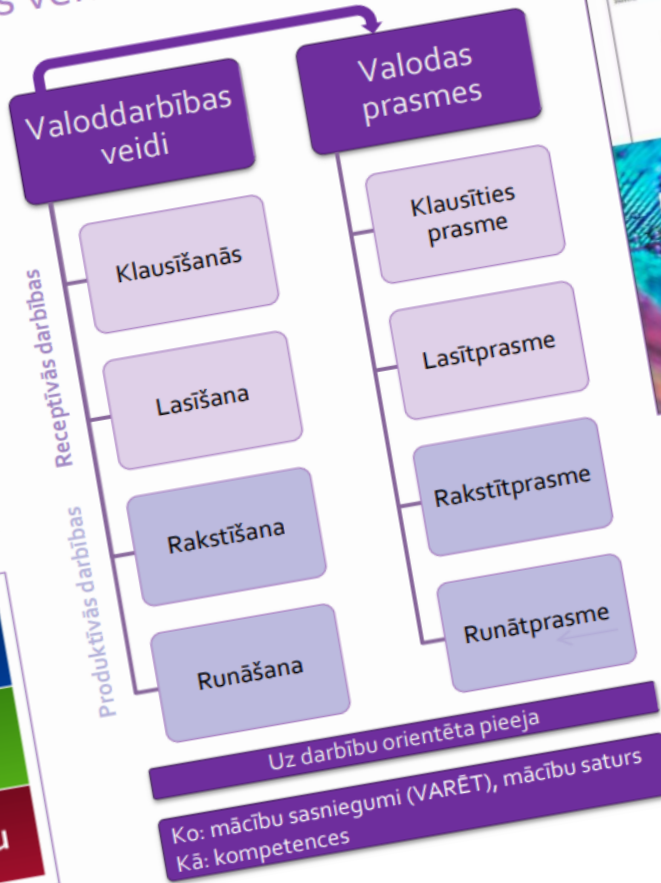 Valoddarbības
veidi
Valodas
prasmes
Receptīvās darbības
Produktīvās darbības
Klausīšanās
Lasīšana
Rakstīšana
Runāšana
Klausīties
prasme
Lasītprasme
Rakstītprasme
Runātprasme
Uz darbību orientēta pieeja
Ko: mācību sasniegumi (VARĒT), mācību saturs
Kā: kompetences